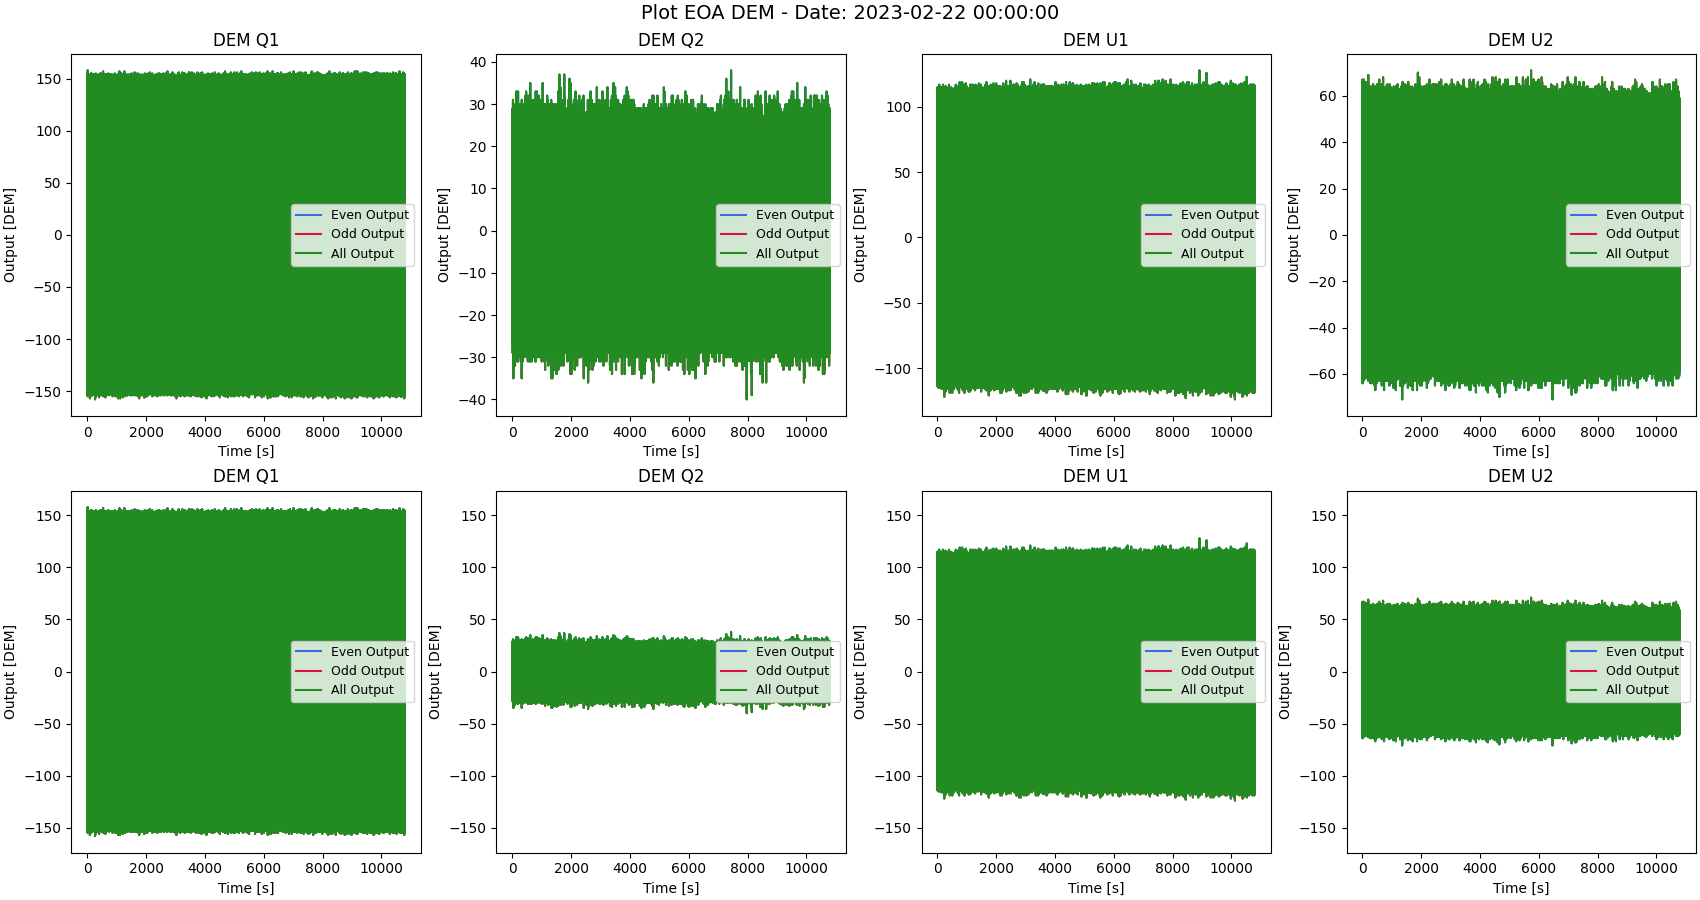 Plot EOA DEM - Date: 2023-02-22 00:00:00
DEM Q1
Output [DEM]
150
100
50
0
−50
−100
−150
Even Output
Odd Output
All Output
0 2000 4000 6000 8000 10000
Time [s]
DEM Q2
40
30
20
10
0
−10
−20
−30
−40
Even Output
Odd Output
All Output
0 2000 4000 6000 8000 10000
Time [s]
DEM U1
Output [DEM]
100
50
0
−50
−100
Even Output
Odd Output
All Output
0 2000 4000 6000 8000 10000
Time [s]
DEM U2
Output [DEM]
60
40
20
0
−20
−40
−60
Even Output
Odd Output
All Output
0 2000 4000 6000 8000 10000
Time [s]
Output [DEM]
DEM Q1
Output [DEM]
150
100
50
0
−50
−100
−150
Even Output
Odd Output
All Output
0 2000 4000 6000 8000 10000
Time [s]
DEM Q2
Output [DEM]
150
100
50
0
−50
−100
−150
Even Output
Odd Output
All Output
0 2000 4000 6000 8000 10000
Time [s]
DEM U1
Output [DEM]
150
100
50
0
−50
−100
−150
Even Output
Odd Output
All Output
0 2000 4000 6000 8000 10000
Time [s]
DEM U2
Output [DEM]
150
100
50
0
−50
−100
−150
Even Output
Odd Output
All Output
0 2000 4000 6000 8000 10000
Time [s]